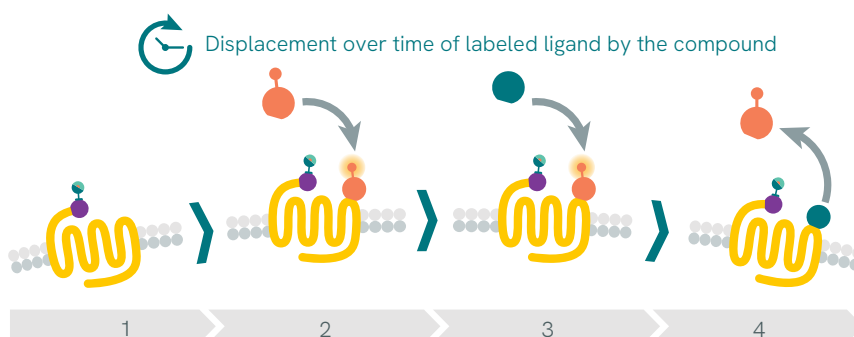 Displacement over time of labeled ligand by the compound
1 2 3 4